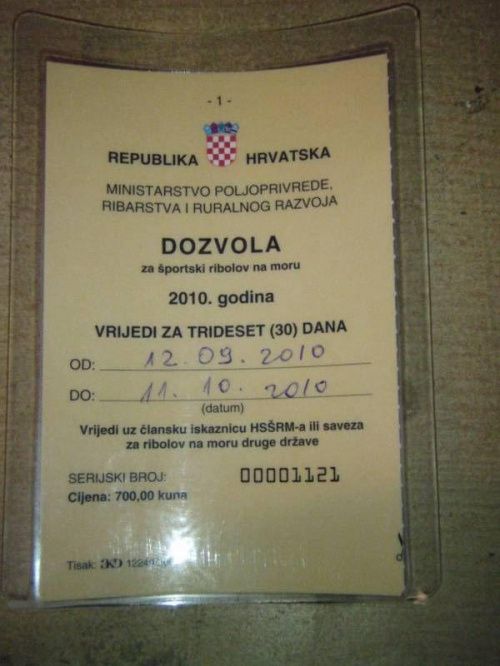 - 1 -
REPUBLIKA HRVATSKA
MINISTARSTVO POLJOPRIVREDE,
RIBARSTVA I RURALNOG RAZVOJA
DOZVOLA
za športski ribolov na moru
2010. godina
VRIJEDI ZA TRIDESET (30) DANA
OD: 12.09.2010
DO: 11.10.2010
(datum)
Vrijedi uz člansku iskaznicu HSŠRM-a ili saveza
za ribolov na moru druge države
SERIJSKI BROJ: 00001121
Cijena: 700,00 kuna
Tisak: